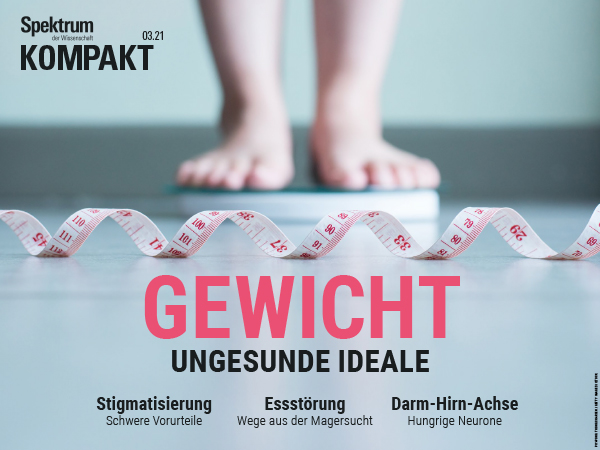 Spektrum
der Wissenschaft
03.21
KOMPAKT
GEWICHT
UNGESUNDE IDEALE
Stigmatisierung
Schwere Vorurteile
Essstörung
Wege aus der Magersucht
Darm-Hirn-Achse
Hungrige Neurone